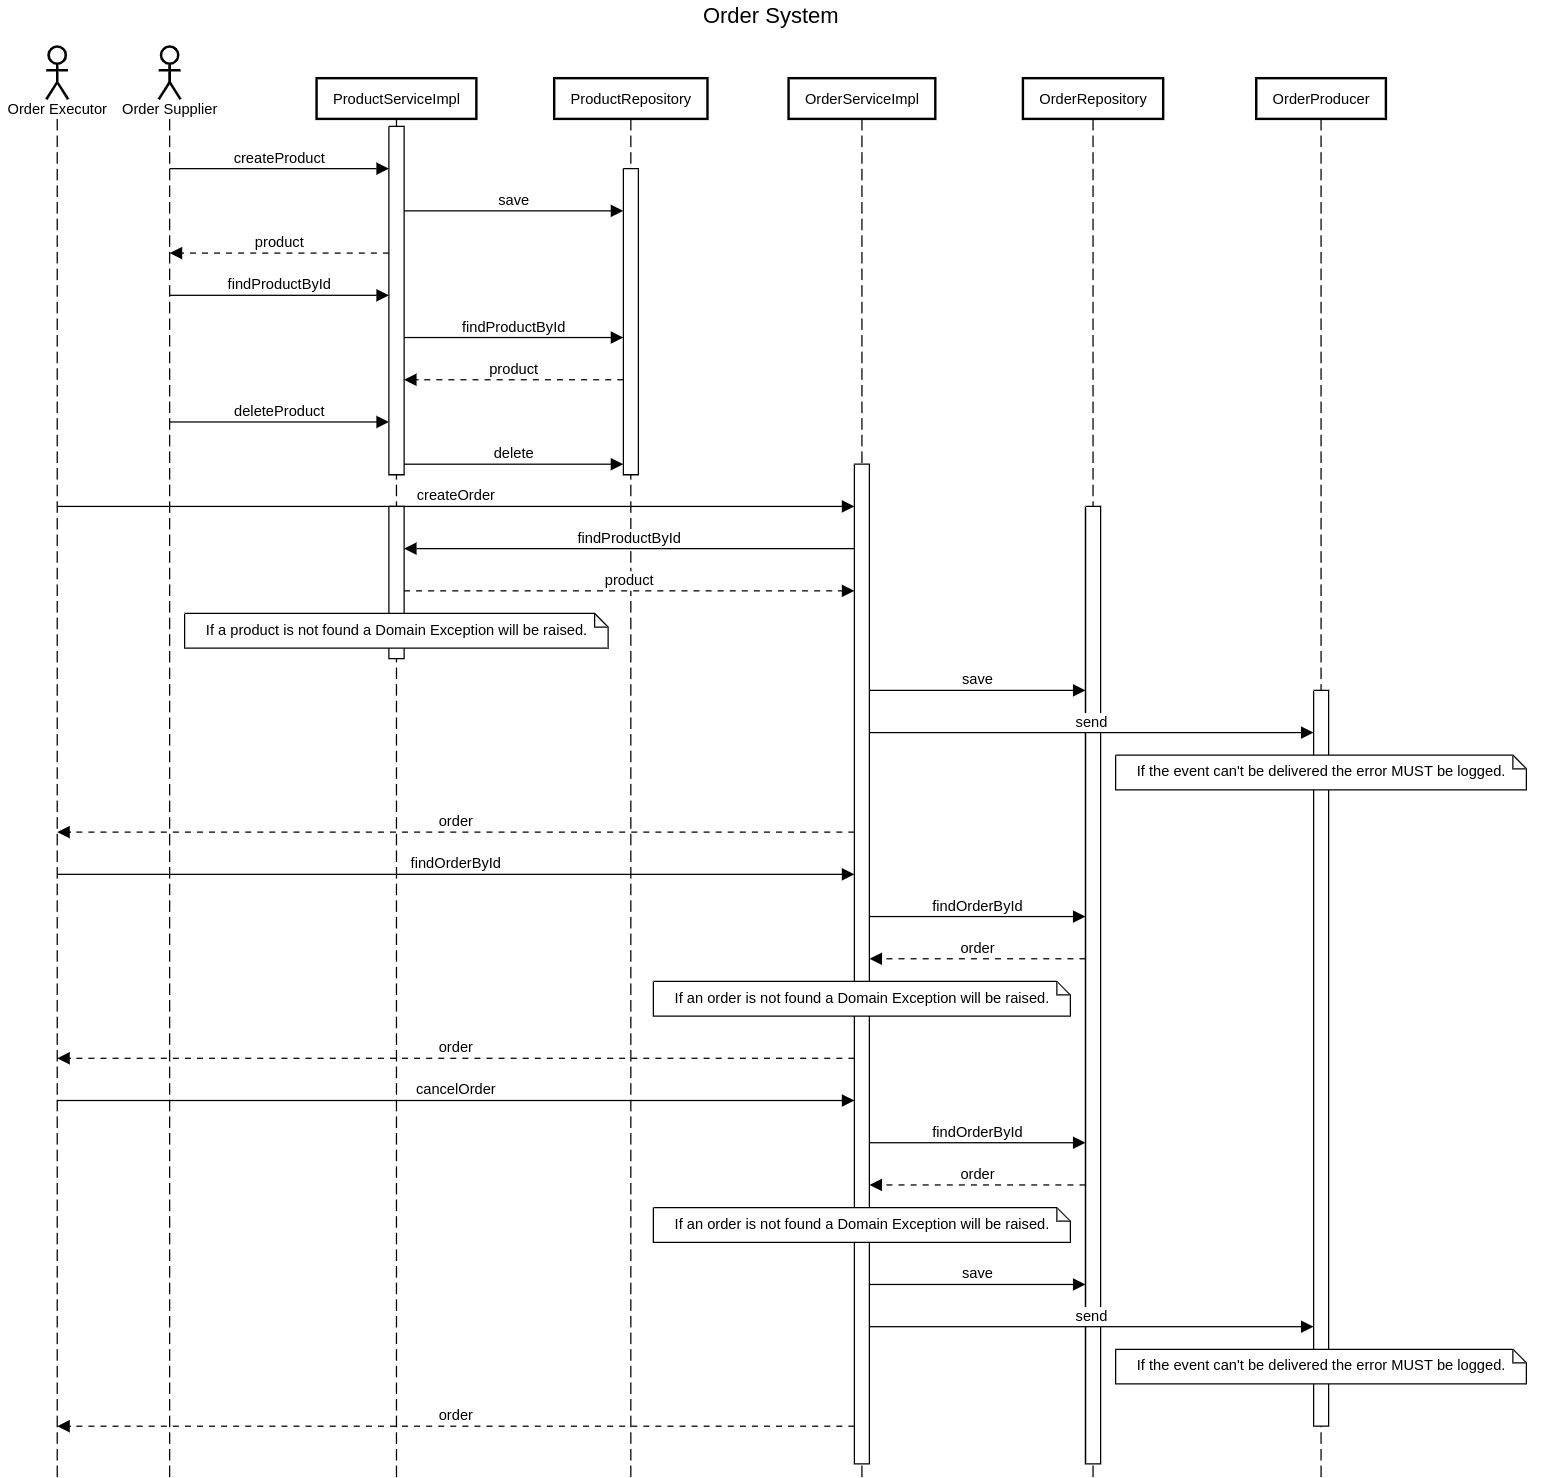 Order System
Order Executor
Order Supplier
ProductServiceImpl
ProductRepository
OrderServiceImpl
OrderRepository
OrderProducer
createProduct
save
product
findProductById
findProductById
product
deleteProduct
delete
createOrder
findProductById
product
If a product is not found a Domain Exception will be raised.
save
send
If the event can't be delivered the error MUST be logged.
order
findOrderById
findOrderById
order
If an order is not found a Domain Exception will be raised.
order
cancelOrder
findOrderById
order
If an order is not found a Domain Exception will be raised.
save
send
If the event can't be delivered the error MUST be logged.
order